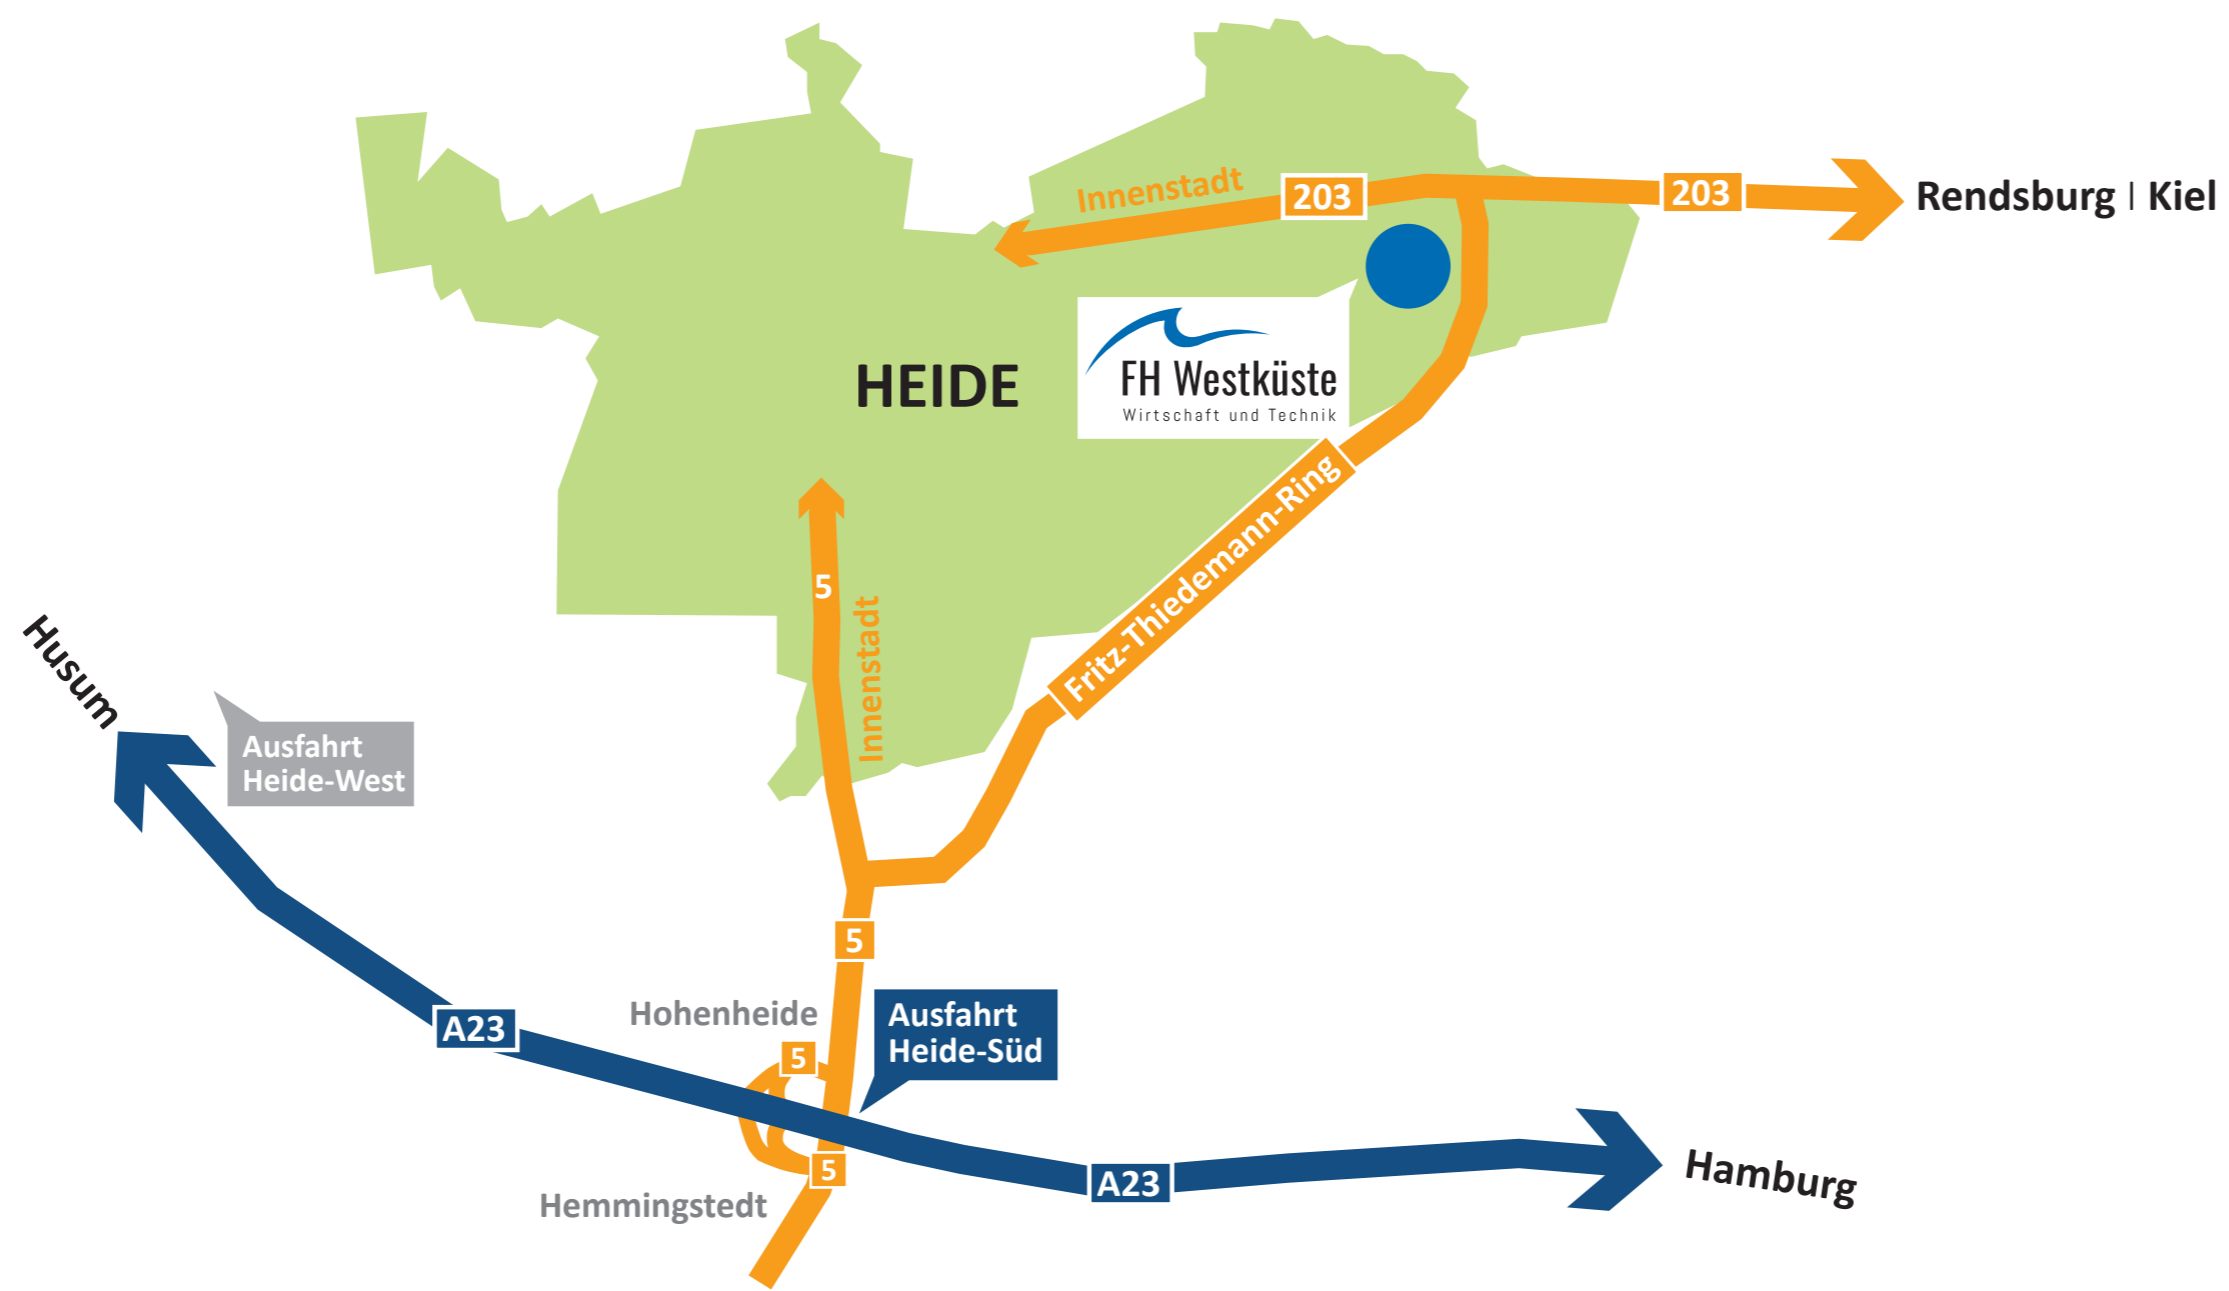 Innenstadt
203
203
Rendsburg | Kiel
HEIDE
FH Westküste
Wirtschaft und Technik
Fritz-Thiedemann-Ring
5
Innenstadt
Husum
Ausfahrt
Heide-West
5
A23
Hohenheide
5
Ausfahrt
Heide-Süd
5
Hemmingstedt
A23
Hamburg